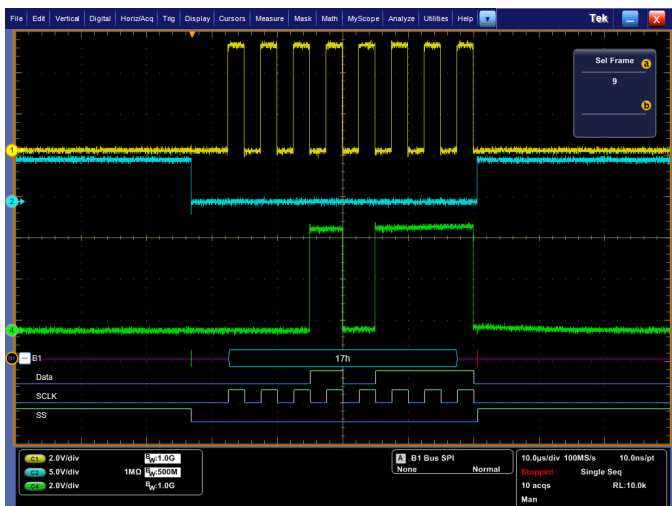 File Edit Vertical Digital Horiz/Acq Trig Display Cursors Measure Mask Math MyScope Analyze Utilities Help Tek X
Sel Frame a
9
b
1
2
4
B1 17h
Data
SCLK
SS
C1 2.0V/div BW:1.0G
C2 5.0V/div 1MΩ BW:500M
C4 2.0V/div BW:1.0G
A B1 Bus SPI
None Normal
10.0µs/div 100MS/s 10.0ns/pt
Stopped Single Seq
10 acqs RL:10.0k
Man